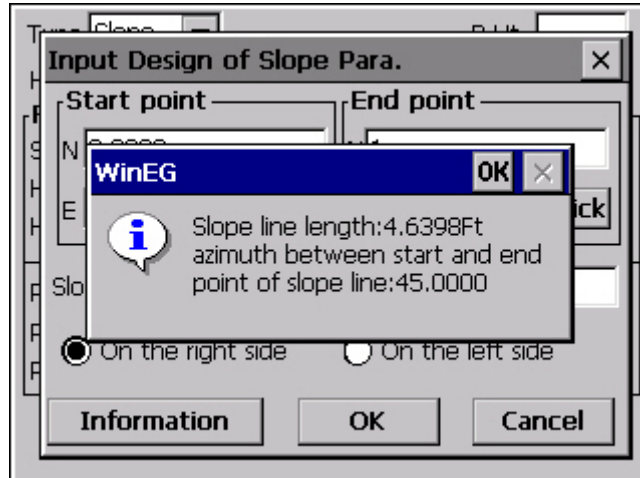 Input Design of Slope Para.
Start point
End point
N
WinEG
OK
E
Slope line length:4.6398Ft
azimuth between start and end
point of slope line:45.0000
Slo
On the right side
On the left side
Information
OK
Cancel